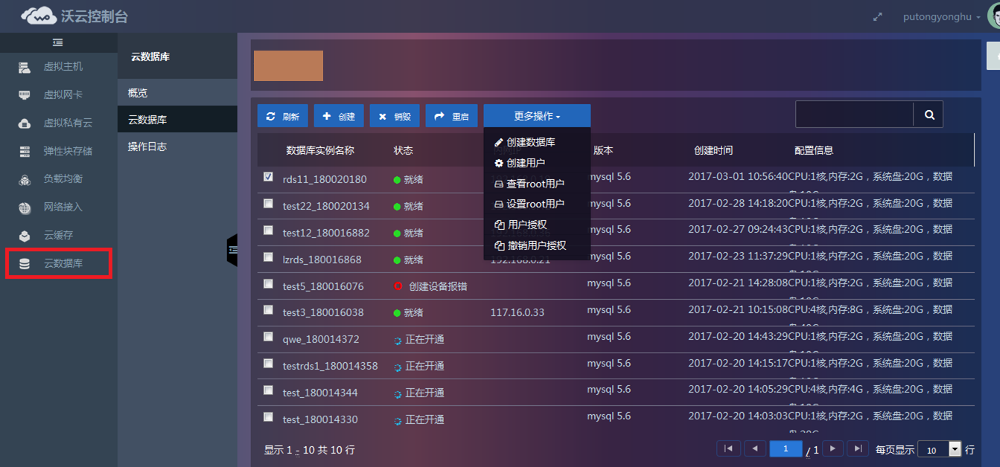 沃云控制台
putongyonghu
虚拟主机
虚拟网卡
虚拟私有云
弹性块存储
负载均衡
网络接入
云缓存
云数据库
云数据库
概览
云数据库
操作日志
刷新 创建 销毁 重启 更多操作
创建数据库
创建用户
查看root用户
设置root用户
用户授权
撤销用户授权
数据库实例名称 状态 版本 创建时间 配置信息
rds11_180020180 就绪 mysql 5.6 2017-03-01 10:56:40 CPU:1核,内存:2G，系统盘:20G，数据
test22_180020134 就绪 mysql 5.6 2017-02-28 14:18:20 CPU:1核,内存:2G，系统盘:20G，数据
test12_180016882 就绪 mysql 5.6 2017-02-27 09:24:43 CPU:1核,内存:2G，系统盘:20G，数据
lzrds_180016868 就绪 192.168.0.21 mysql 5.6 2017-02-23 11:37:29 CPU:1核,内存:2G，系统盘:20G，数据
test5_180016076 创建设备报错 mysql 5.6 2017-02-21 14:28:08 CPU:1核,内存:2G，系统盘:20G，数据
test3_180016038 就绪 117.16.0.33 mysql 5.6 2017-02-21 10:15:08 CPU:4核,内存:8G，系统盘:20G，数据
qwe_180014372 正在开通 mysql 5.6 2017-02-20 14:43:29 CPU:1核,内存:2G，系统盘:20G，数据
testrds1_180014358 正在开通 mysql 5.6 2017-02-20 14:15:17 CPU:1核,内存:2G，系统盘:20G，数据
test_180014344 正在开通 mysql 5.6 2017-02-20 14:05:29 CPU:4核,内存:4G，系统盘:20G，数据
test_180014330 正在开通 mysql 5.6 2017-02-20 14:03:03 CPU:1核,内存:2G，系统盘:20G，数据
显示 1 - 10 共 10 行
1 / 1 每页显示 10 行